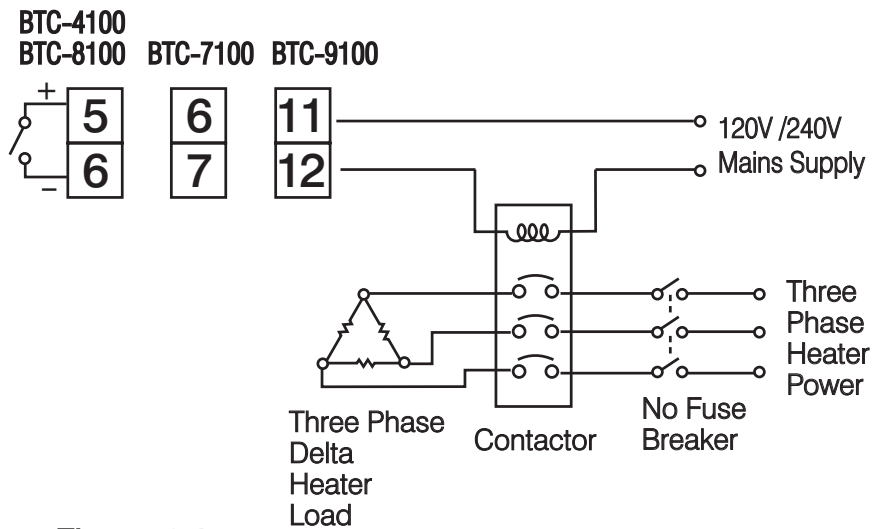 BTC-4100
BTC-8100 BTC-7100 BTC-9100
+
5 6 11
120V /240V
6 7 12
Mains Supply
−
Three
Phase
Heater
Power
No Fuse
Breaker
Contactor
Three Phase
Delta
Heater
Load